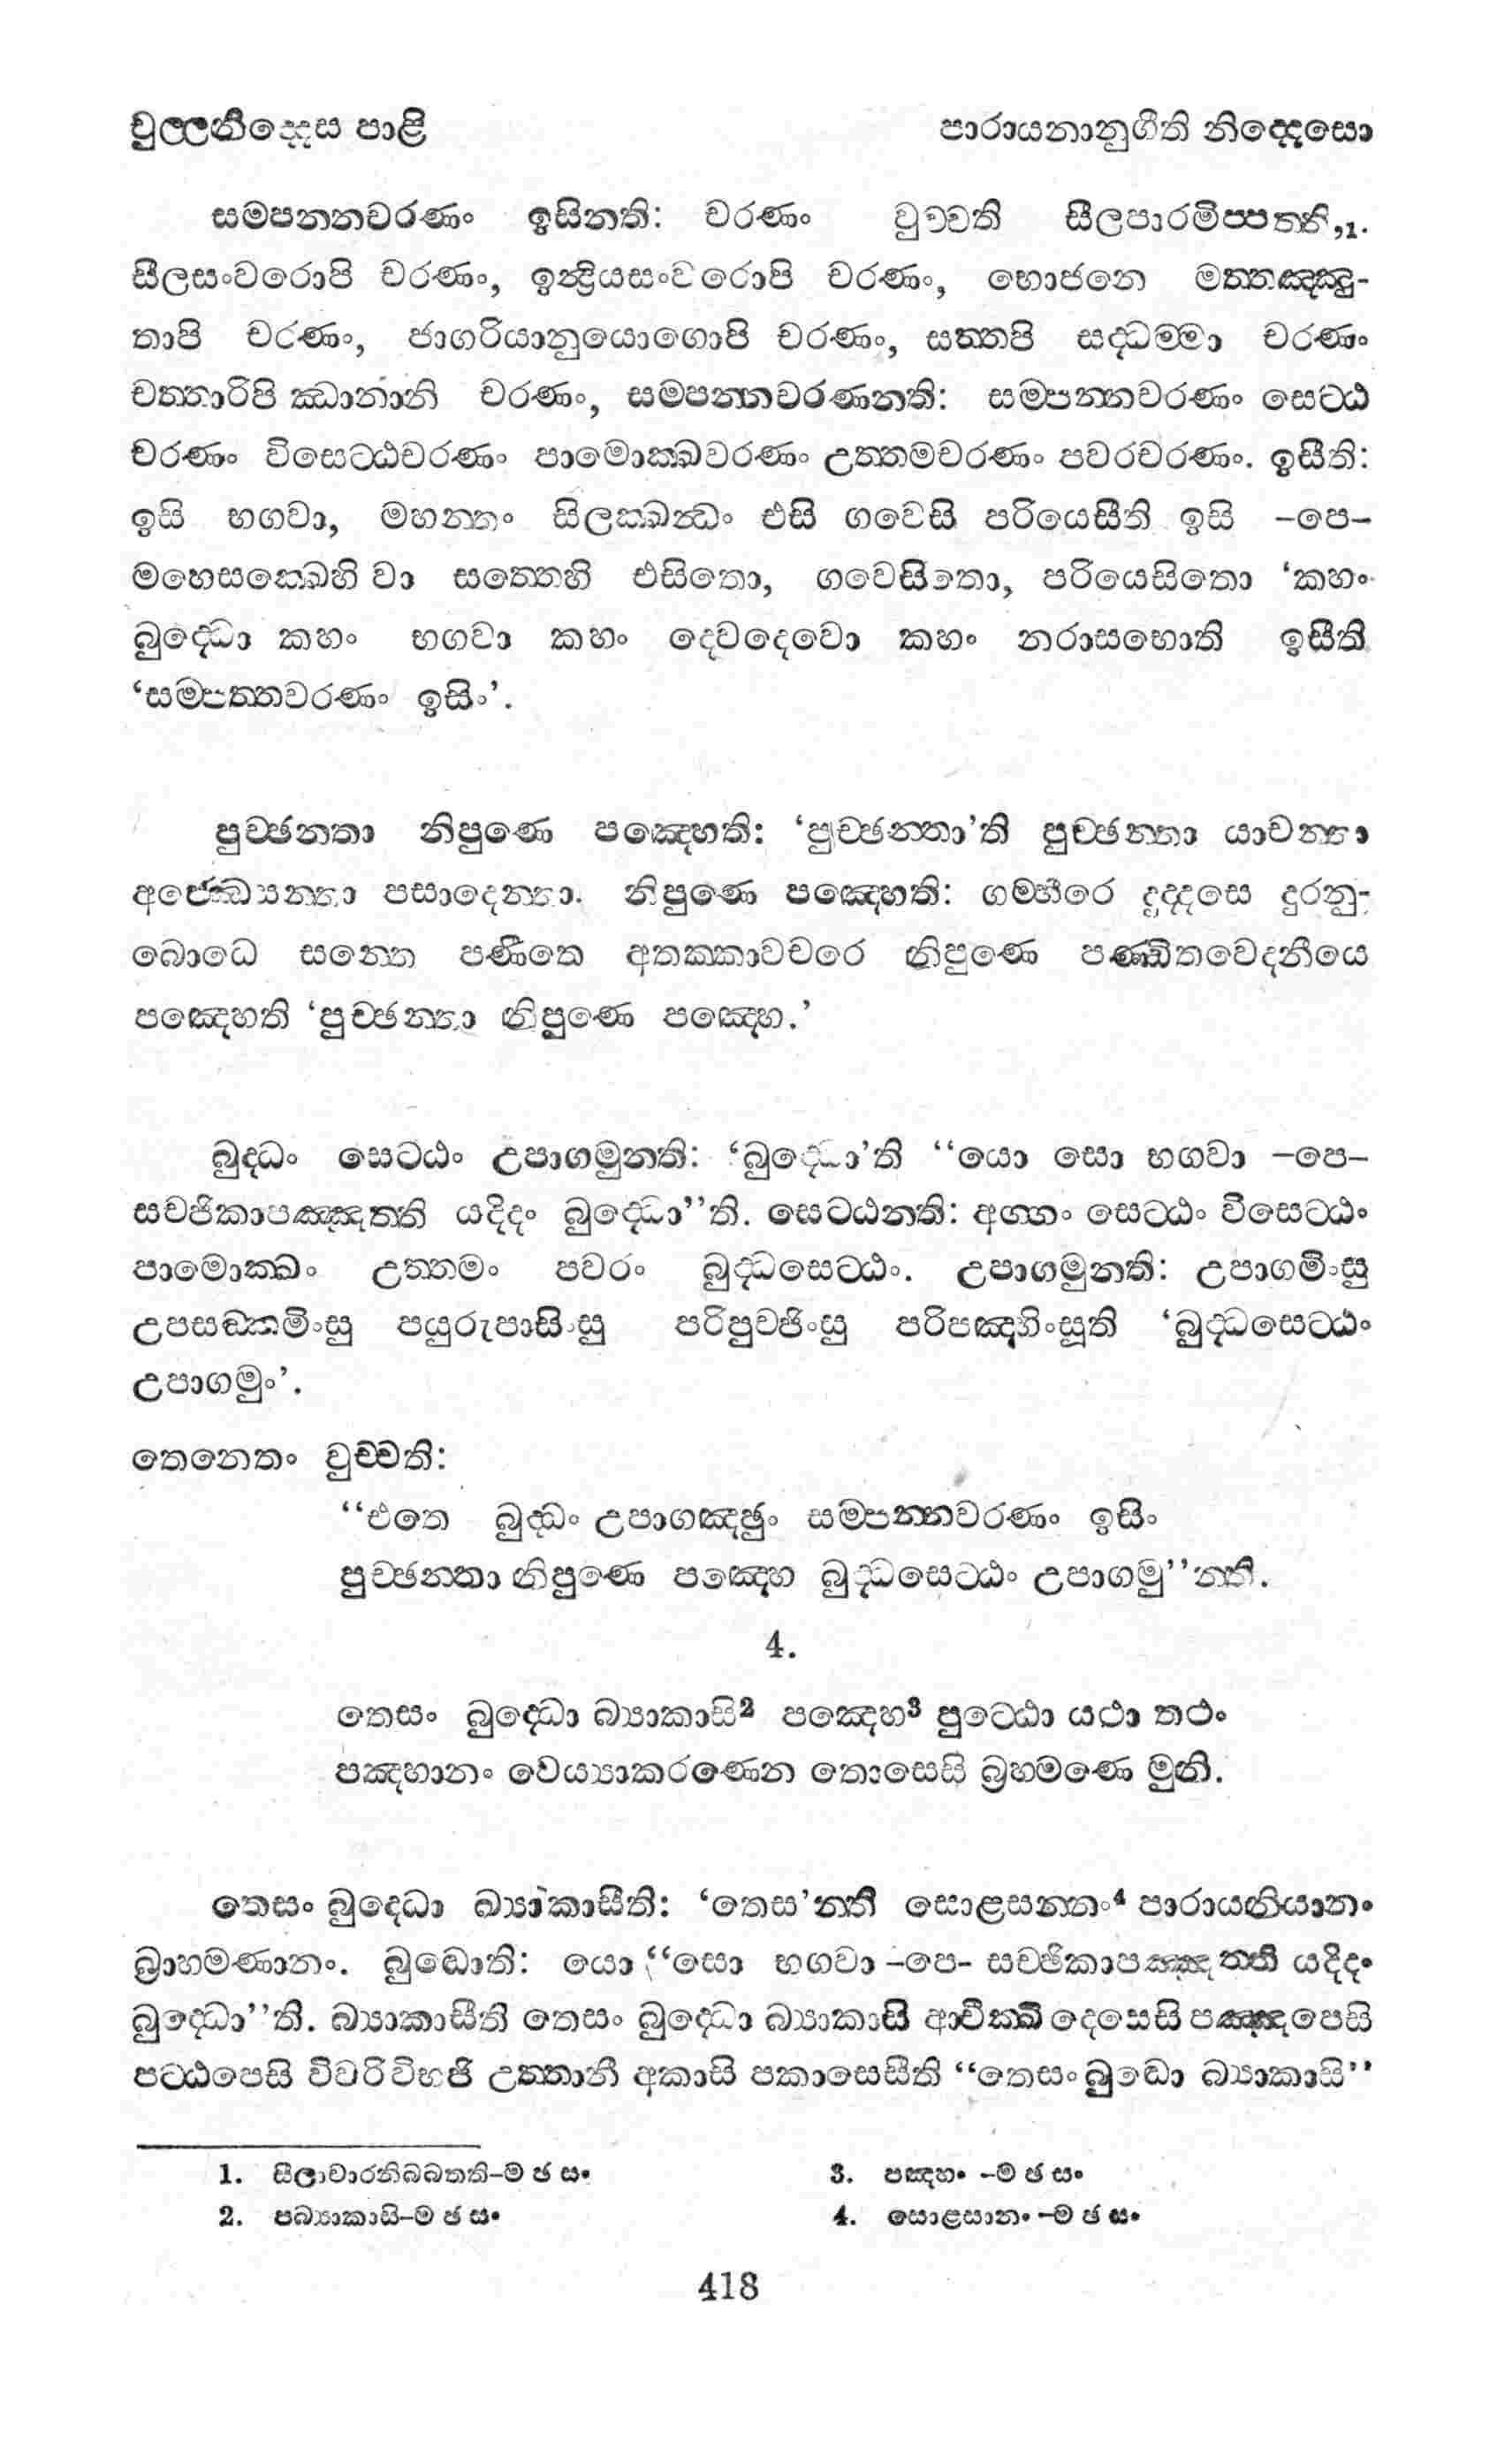 චුල්ලනිද්දෙස පාළි
පාරායනානුගීති නිද්දෙසො
සම්පන්නචරණං ඉසින්ති: චරණං වුච්චති සීලපාරමිප්පත්ති,1.
සීලසංවරොපි චරණං, ඉන්ද්‍රියසංවරොපි චරණං, භොජනෙ මත්තඤ්ඤු-
තාපි චරණං, ජාගරියානුයොගොපි චරණං, සත්තපි සද්ධම්මා චරණං
චත්තාරිපි ඣානානි චරණං, සම්පන්නචරණන්ති: සම්පන්නචරණං සෙට්ඨ
චරණං විසෙට්ඨචරණං පාමොක්ඛචරණං උත්තමචරණං පවරචරණං. ඉසීති:
ඉසි භගවා, මහන්තං සීලක්ඛන්ධං එසි ගවෙසි පරියෙසීති ඉසි –පෙ–
මහෙසක්ඛෙහි වා සත්තෙහි එසිතො, ගවෙසිතො, පරියෙසිතො ‘කහං
බුද්ධො කහං භගවා කහං දෙවදෙවො කහං නරාසභොති ඉසීති
‘සම්පත්තචරණං ඉසිං’.
පුච්ඡන්තා නිපුණෙ පඤ්හෙති: ‘පුච්ඡන්තා’ති පුච්ඡන්තා යාචන්තා
අජ්ඣෙස්‍යන්තා පසාදෙන්තා. නිපුණෙ පඤ්හෙති: ගම්භීරෙ දුද්දසෙ දුරනු-
බොධෙ සන්තෙ පණීතෙ අතක්කාවචරෙ නිපුණෙ පණ්ඩිතවෙදනීයෙ
පඤ්හෙති ‘පුච්ඡන්තා නිපුණෙ පඤ්හෙ.’
බුද්ධං සෙට්ඨං උපාගමුන්ති: ‘බුද්ධො’ති “යො සො භගවා –පෙ–
සච්ඡිකාපඤ්ඤත්ති යදිදං බුද්ධො”ති. සෙට්ඨන්ති: අග්ගං සෙට්ඨං විසෙට්ඨං
පාමොක්ඛං උත්තමං පවරං බුද්ධසෙට්ඨං. උපාගමුන්ති: උපාගමිංසු
උපසඞ්කමිංසු පයුරුපාසිංසු පරිපුච්ඡිංසු පරිපඤ්හිංසූති ‘බුද්ධසෙට්ඨං
උපාගමුං’.
තෙනෙතං වුච්චති:
“එතෙ බුද්ධං උපාගඤ්ඡුං සම්පන්නචරණං ඉසිං
පුච්ඡන්තා නිපුණෙ පඤ්හෙ බුද්ධසෙට්ඨං උපාගමු”න්ති.
4.
තෙසං බුද්ධො බ්‍යාකාසි2 පඤ්හෙ3 පුට්ඨො යථා තථං
පඤ්හානං වෙය්‍යාකරණෙන තොසෙසි බ්‍රහ්මණෙ මුනි.
තෙසං බුද්ධො බ්‍යාකාසීති: ‘තෙස’න්ති සොළසන්නං4 පාරායනියානං
බ්‍රාහ්මණානං. බුද්ධොති: යො “සො භගවා –පෙ- සච්ඡිකාපඤ්ඤත්ති යදිදං
බුද්ධො”ති. බ්‍යාකාසීති තෙසං බුද්ධො බ්‍යාකාසි ආචික්ඛි දෙසෙසි පඤ්ඤපෙසි
පට්ඨපෙසි විවරි විභජි උත්තානී අකාසි පකාසෙසීති “තෙසං බුද්ධො බ්‍යාකාසි”
1. සීලාචාරනිබ්බත්ති–ම ඡ සං
2. පබ්‍යාකාසි–ම ඡ සං
3. පඤ්හං –ම ඡ සං
4. සොළසානං –ම ඡ සං
418